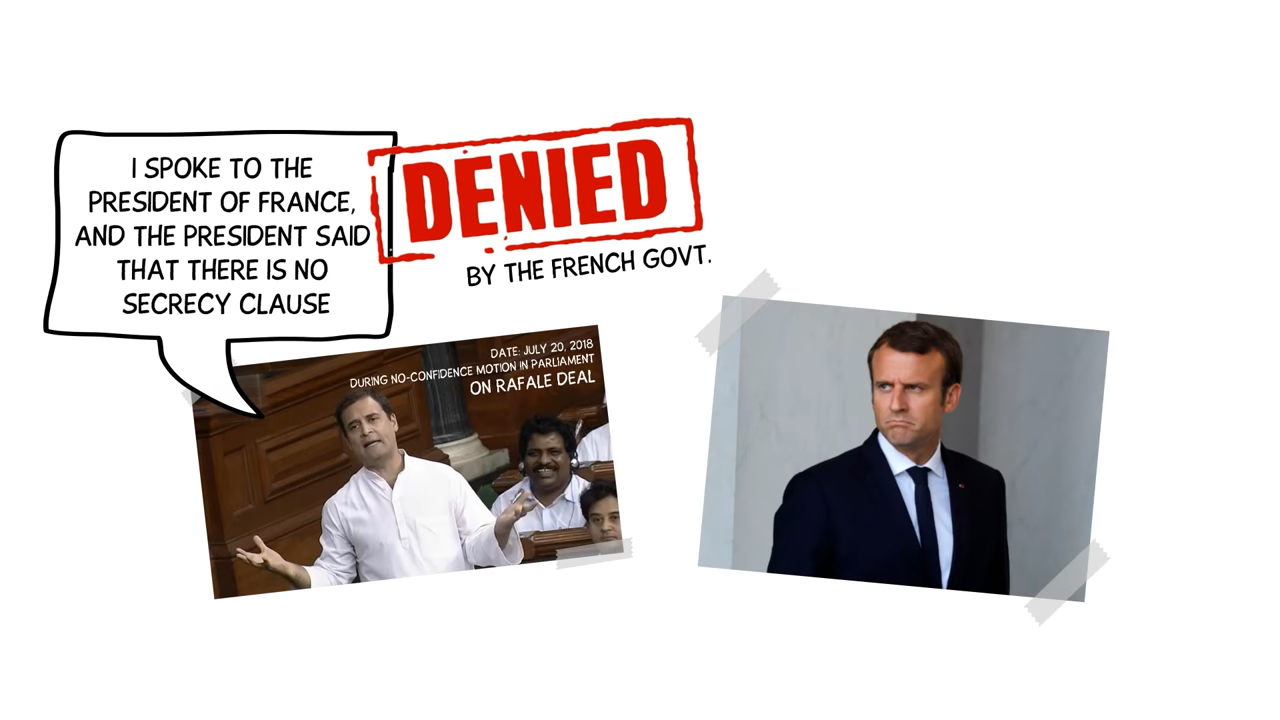 I SPOKE TO THE
PRESIDENT OF FRANCE,
AND THE PRESIDENT SAID
THAT THERE IS NO
SECRECY CLAUSE
DENIED
BY THE FRENCH GOVT.
DATE: JULY 20, 2018
DURING NO-CONFIDENCE MOTION IN PARLIAMENT
ON RAFALE DEAL